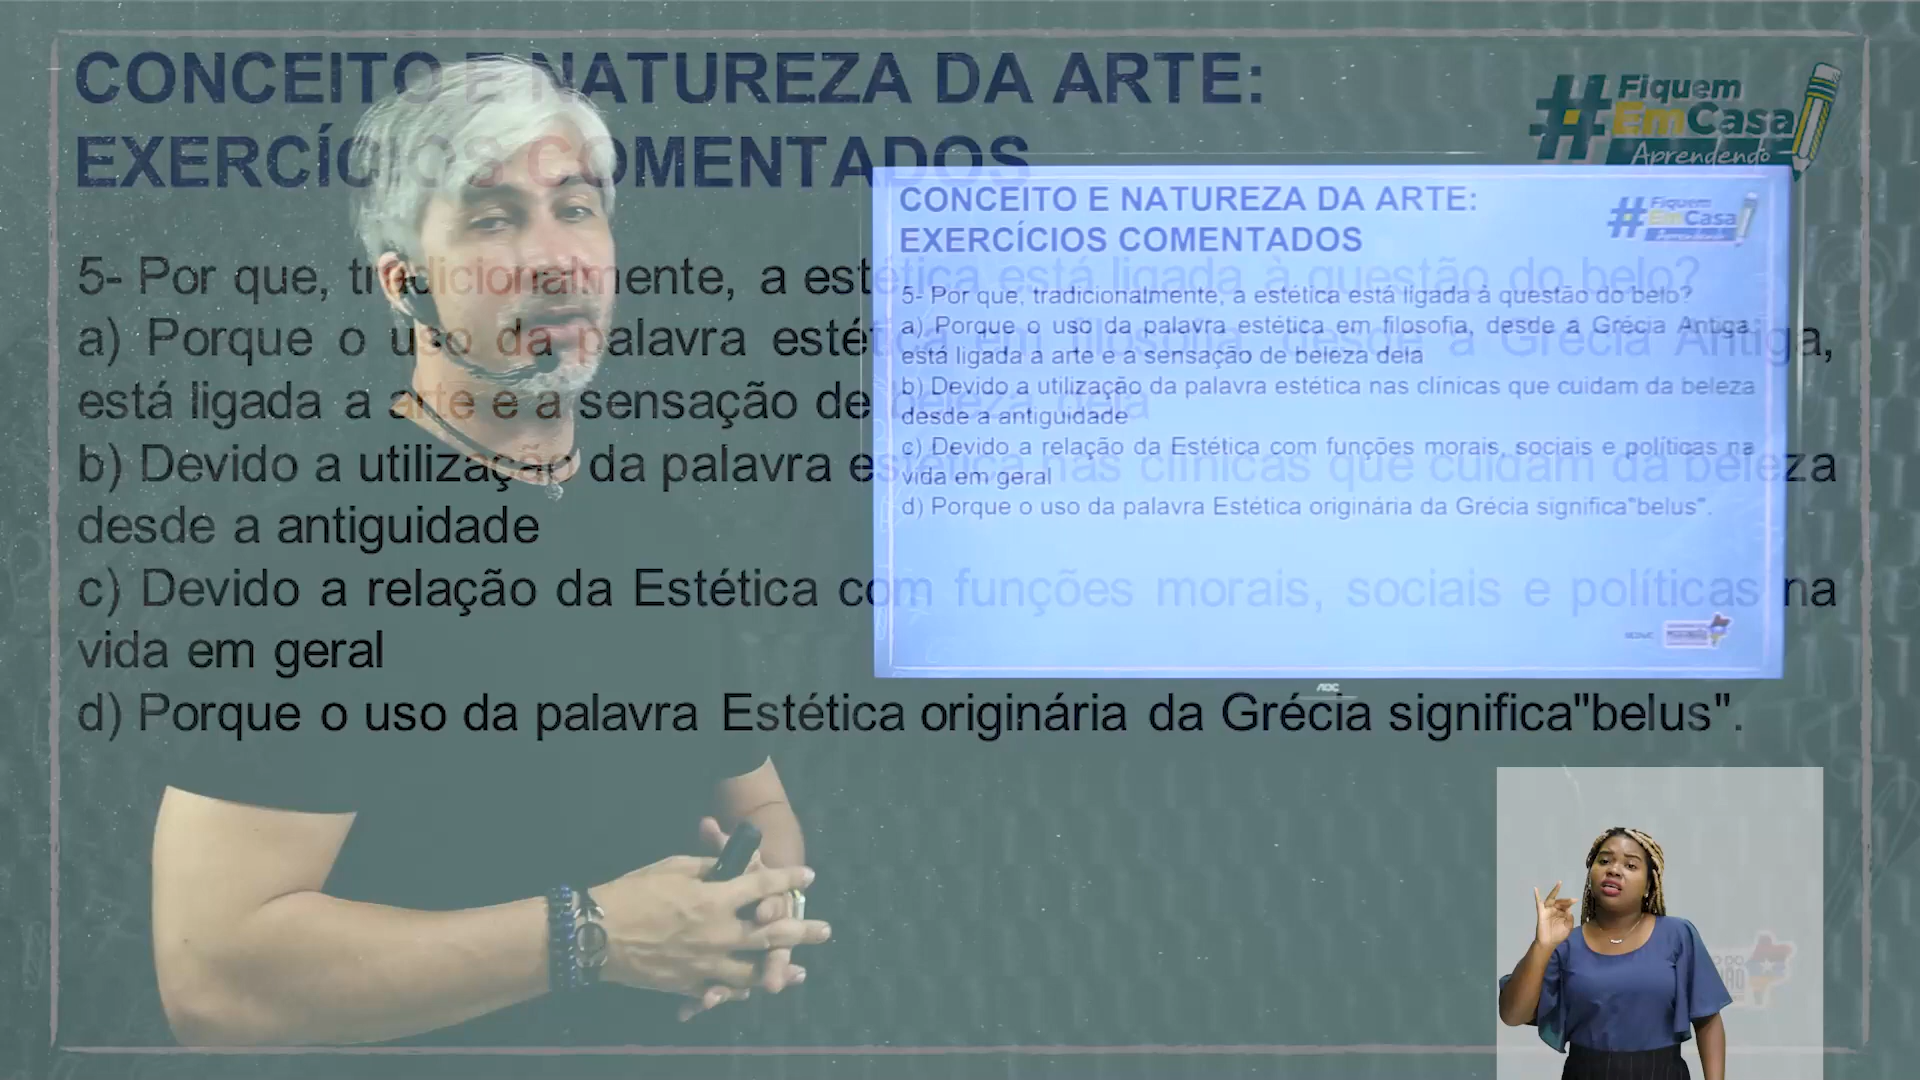 CONCEITO E NATUREZA DA ARTE:
EXERCÍCIOS COMENTADOS
#Fiquem
EmCasa
Aprendendo
5- Por que, tradicionalmente, a estética está ligada à questão do belo?
a) Porque o uso da palavra estética em filosofia, desde a Grécia Antiga,
está ligada a arte e a sensação de beleza dela
b) Devido a utilização da palavra estética nas clínicas que cuidam da beleza
desde a antiguidade
c) Devido a relação da Estética com funções morais, sociais e políticas na
vida em geral
d) Porque o uso da palavra Estética originária da Grécia significa"belus".
CONCEITO E NATUREZA DA ARTE:
EXERCÍCIOS COMENTADOS
#Fiquem
EmCasa
Aprendendo
5- Por que, tradicionalmente, a estética está ligada à questão do belo?
a) Porque o uso da palavra estética em filosofia, desde a Grécia Antiga,
está ligada a arte e a sensação de beleza dela
b) Devido a utilização da palavra estética nas clínicas que cuidam da beleza
desde a antiguidade
c) Devido a relação da Estética com funções morais, sociais e políticas na
vida em geral
d) Porque o uso da palavra Estética originária da Grécia significa"belus".
AOC